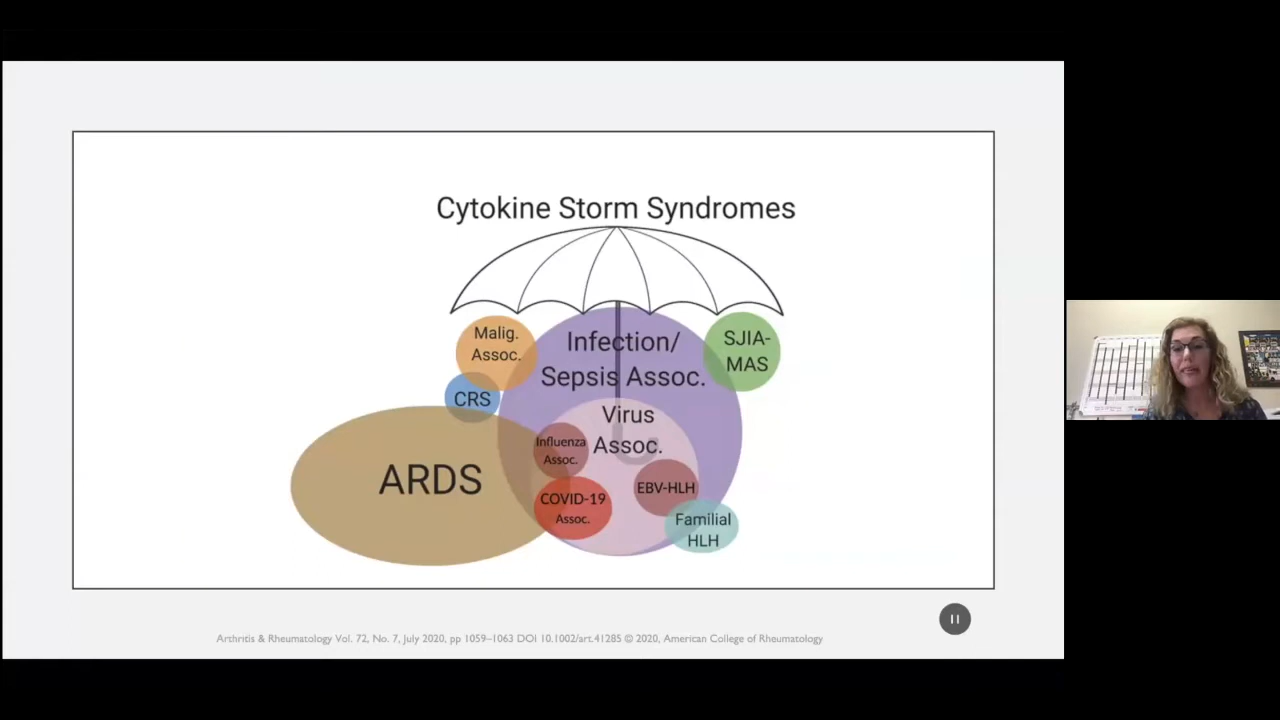 Cytokine Storm Syndromes
Malig.
Assoc.
Infection/
Sepsis Assoc.
SJIA-
MAS
CRS
Virus
Assoc.
Influenza
Assoc.
ARDS
COVID-19
Assoc.
EBV-HLH
Familial
HLH
Arthritis & Rheumatology Vol. 72, No. 7, July 2020, pp 1059–1063 DOI 10.1002/art.41285 © 2020, American College of Rheumatology